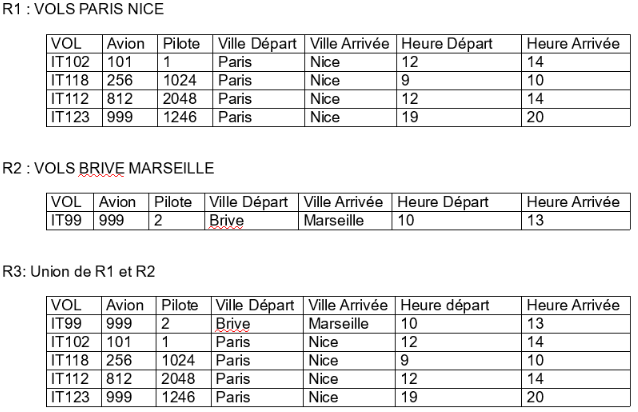 R1 : VOLS PARIS NICE
VOL Avion Pilote Ville Départ Ville Arrivée Heure Départ Heure Arrivée
IT102 101 1 Paris Nice 12 14
IT118 256 1024 Paris Nice 9 10
IT112 812 2048 Paris Nice 12 14
IT123 999 1246 Paris Nice 19 20
R2 : VOLS BRIVE MARSEILLE
VOL Avion Pilote Ville Départ Ville Arrivée Heure Départ Heure Arrivée
IT99 999 2 Brive Marseille 10 13
R3: Union de R1 et R2
VOL Avion Pilote Ville Départ Ville Arrivée Heure départ Heure Arrivée
IT99 999 2 Brive Marseille 10 13
IT102 101 1 Paris Nice 12 14
IT118 256 1024 Paris Nice 9 10
IT112 812 2048 Paris Nice 12 14
IT123 999 1246 Paris Nice 19 20